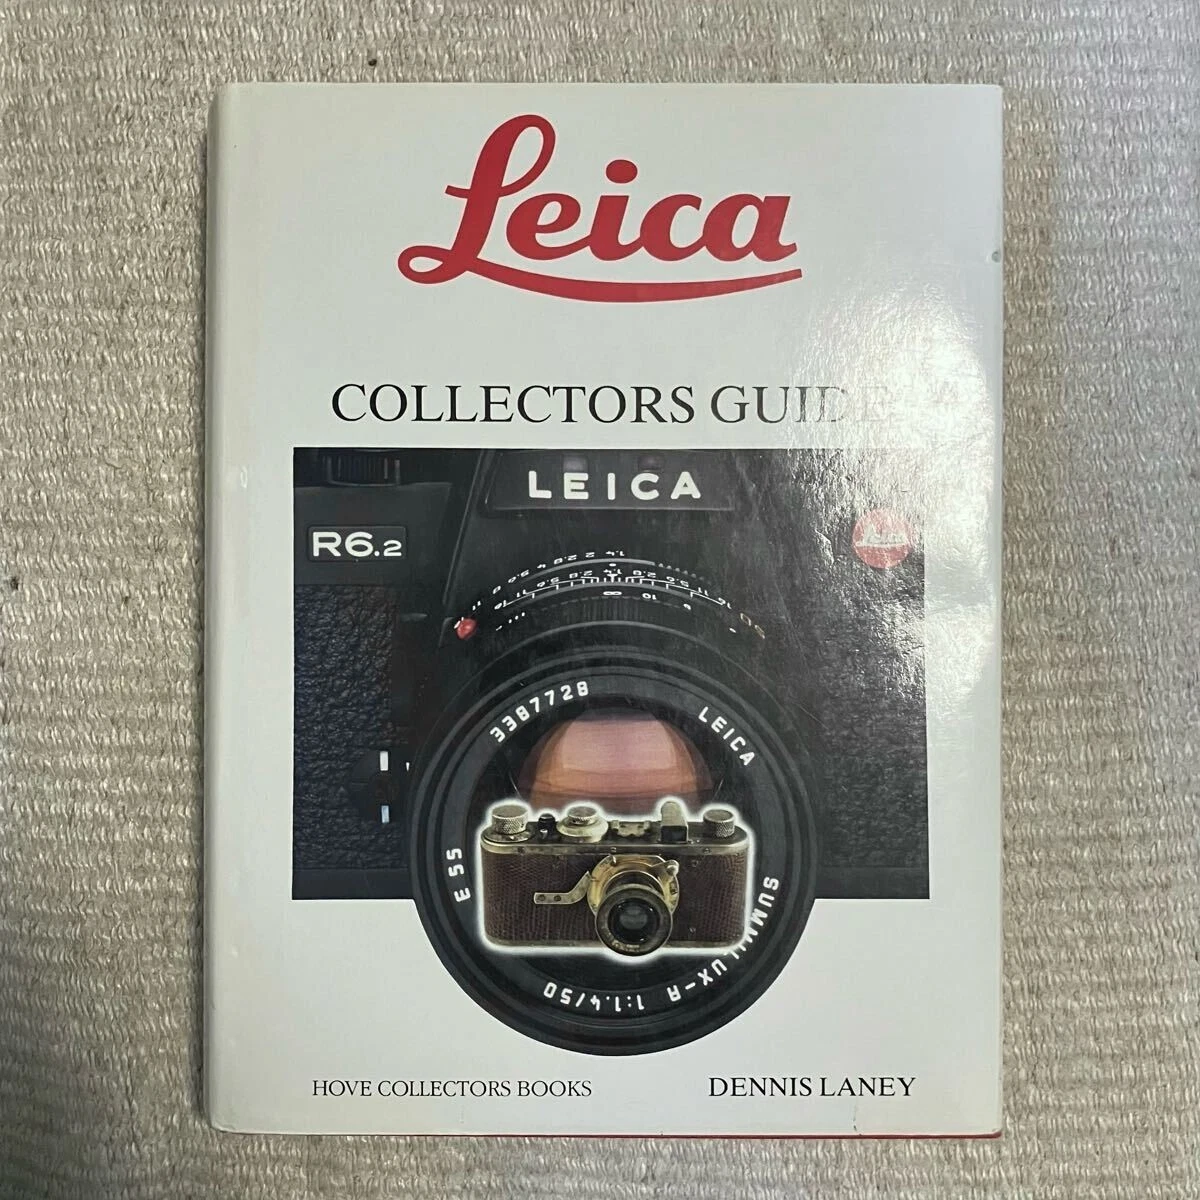 Leica
COLLECTORS GUIDE
LEICA
R6.2
Leica
3387728
LEICA
E 55
SUMMILUX-R 1:1.4/50
HOVE COLLECTORS BOOKS
DENNIS LANEY